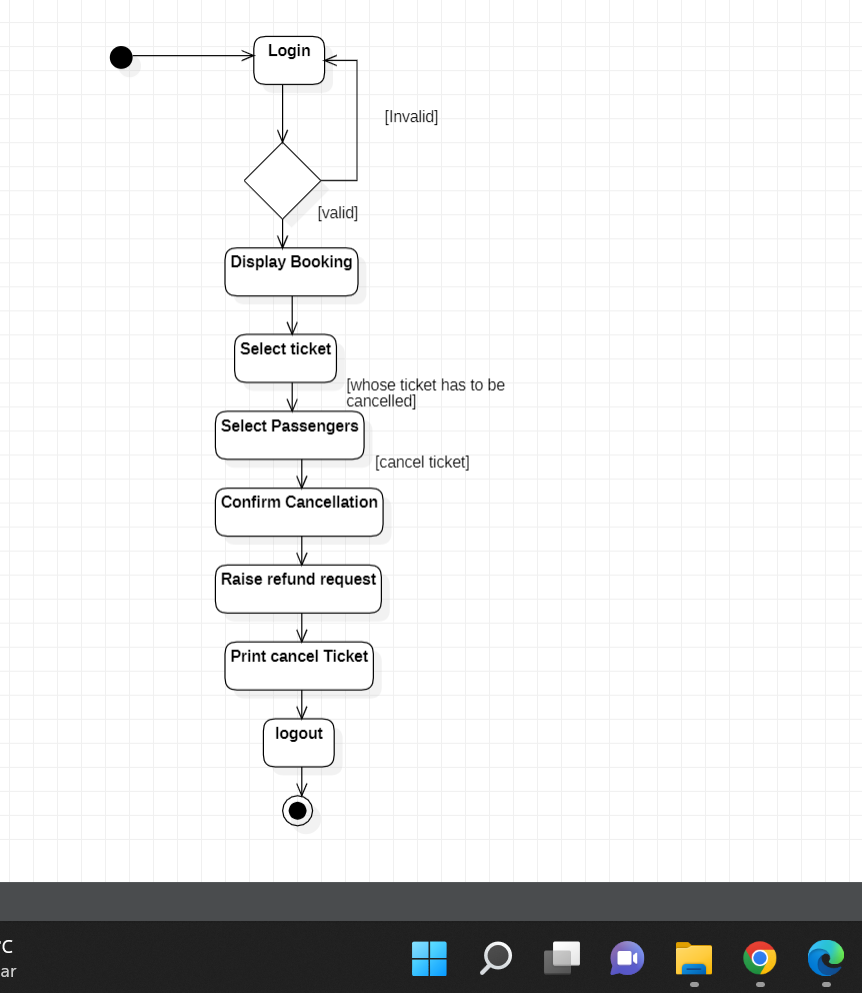 Login
[Invalid]
[valid]
Display Booking
Select ticket
[whose ticket has to be
cancelled]
Select Passengers
[cancel ticket]
Confirm Cancellation
Raise refund request
Print cancel Ticket
logout
°C
ar